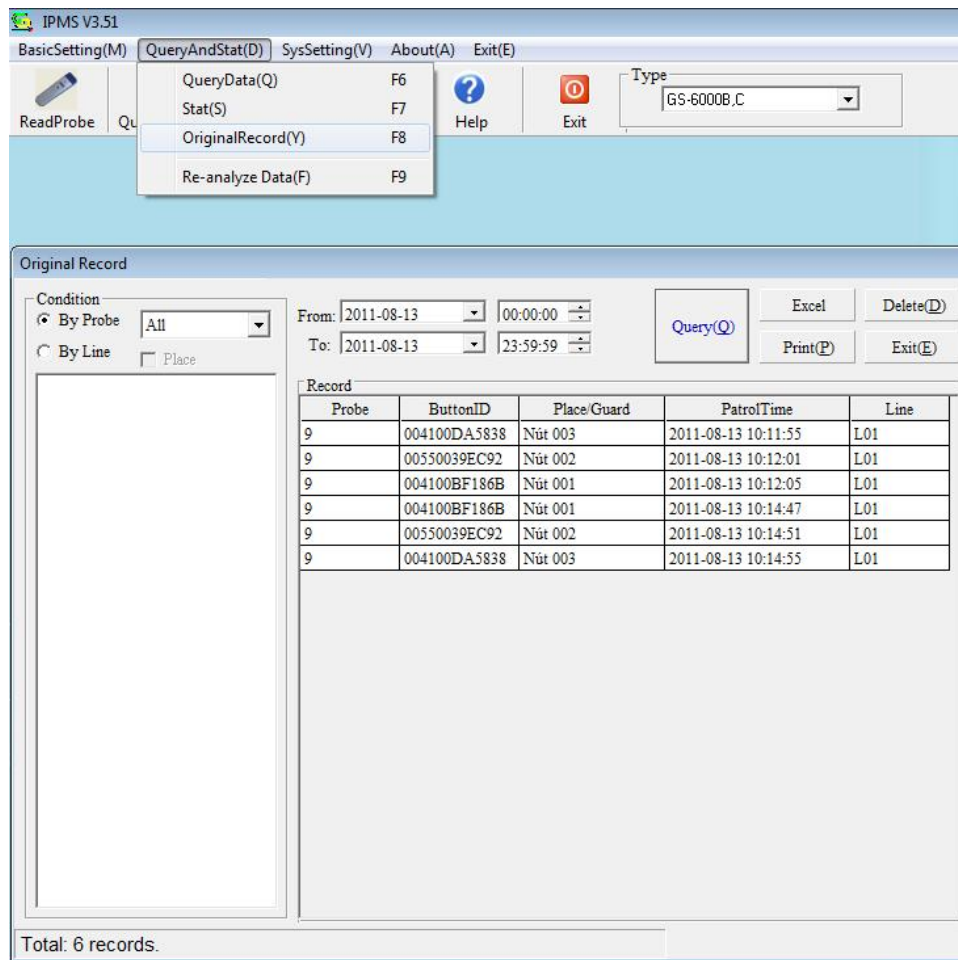 IPMS V3.51
BasicSetting(M) QueryAndStat(D) SysSetting(V) About(A) Exit(E)
QueryData(Q) F6
Stat(S) F7
OriginalRecord(Y) F8
Re-analyze Data(F) F9
ReadProbe Qu Help Exit
Type
GS-6000B,C
Original Record
Condition
By Probe All
By Line Place
From: 2011-08-13 00:00:00
To: 2011-08-13 23:59:59
Query(Q) Excel Delete(D)
Print(P) Exit(E)
Record
Probe ButtonID Place/Guard PatrolTime Line
9 004100DA5838 Nút 003 2011-08-13 10:11:55 L01
9 00550039EC92 Nút 002 2011-08-13 10:12:01 L01
9 004100BF186B Nút 001 2011-08-13 10:12:05 L01
9 004100BF186B Nút 001 2011-08-13 10:14:47 L01
9 00550039EC92 Nút 002 2011-08-13 10:14:51 L01
9 004100DA5838 Nút 003 2011-08-13 10:14:55 L01
Total: 6 records.